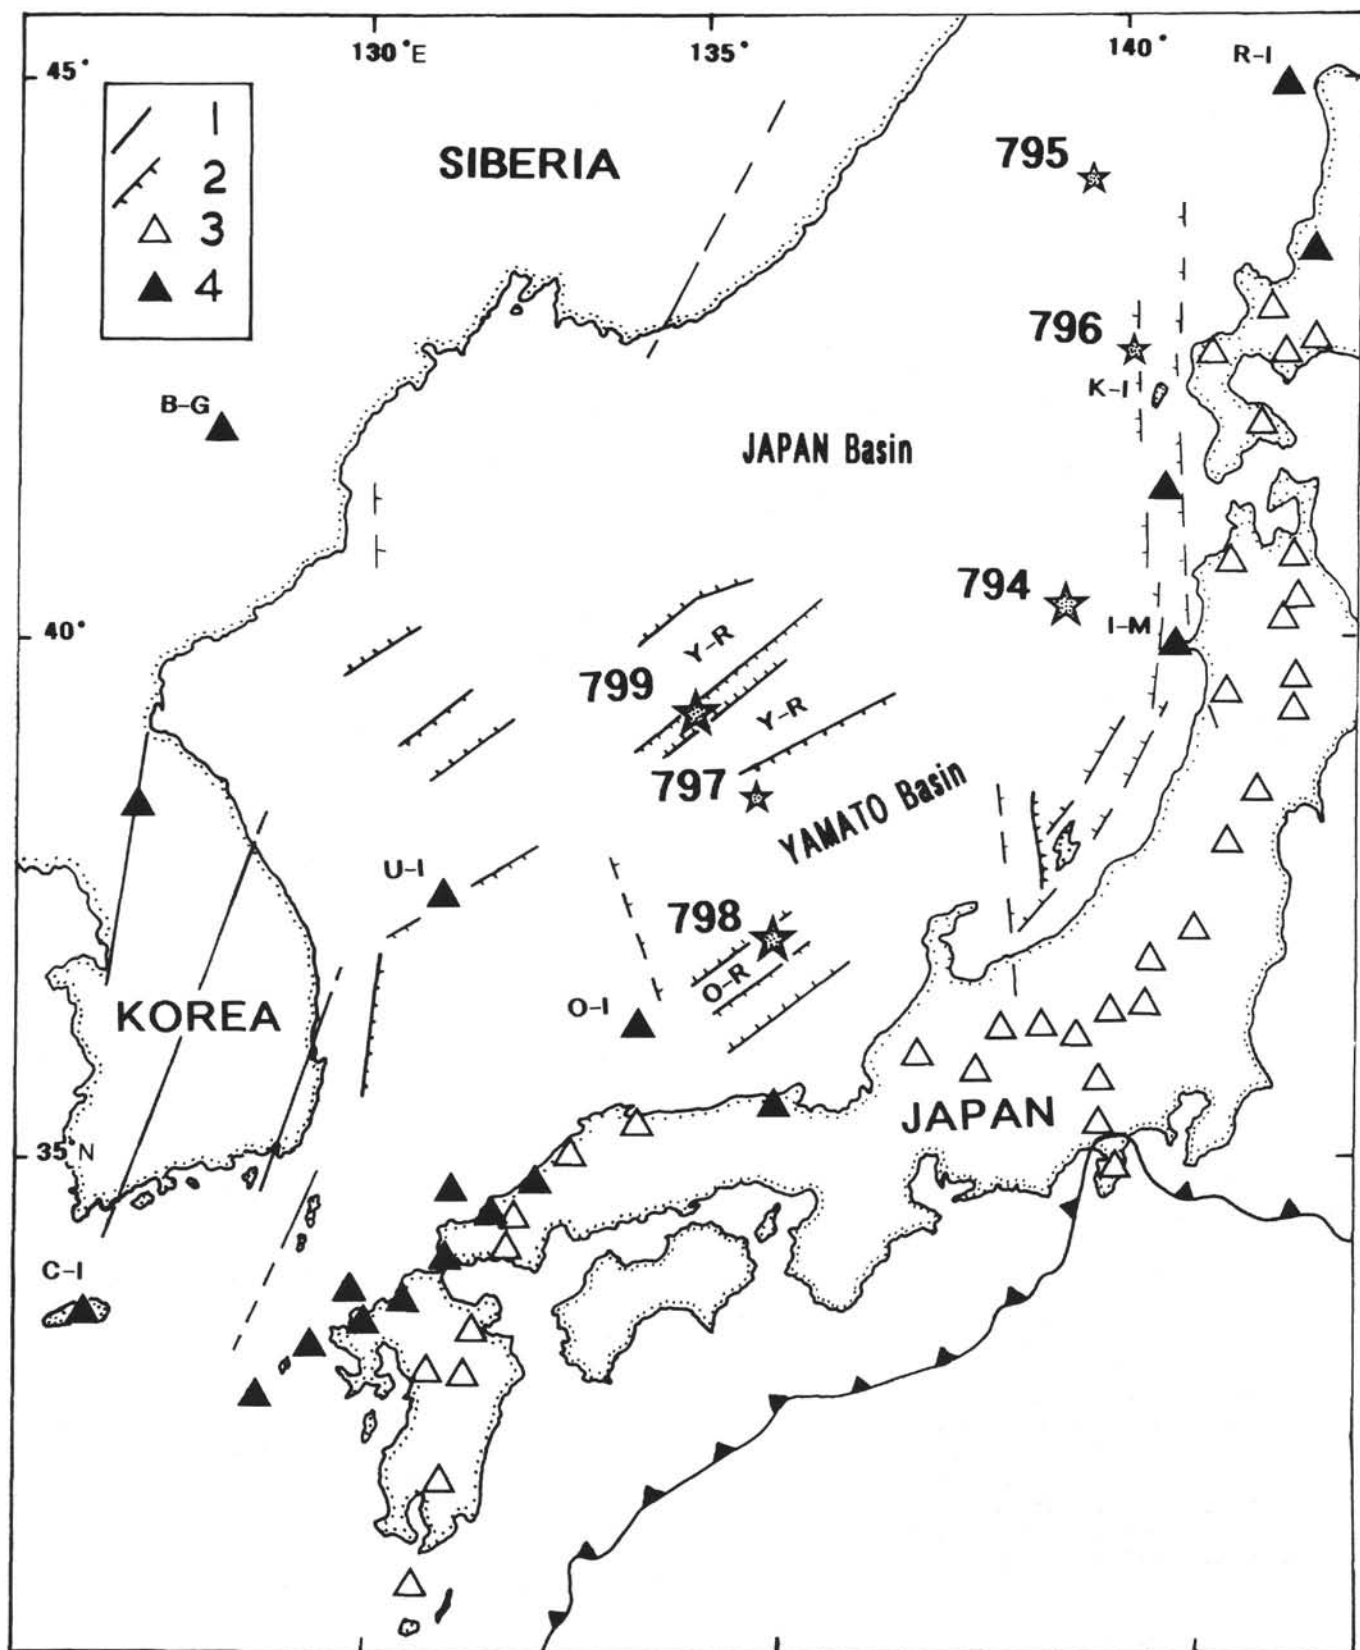 130°E
135°
140°
R-I
45°
1
2
3
4
SIBERIA
795
796
K-I
B-G
JAPAN Basin
794
40°
I-M
Y-R
799
Y-R
797
YAMATO Basin
U-I
798
O-R
O-I
KOREA
JAPAN
35°N
C-I